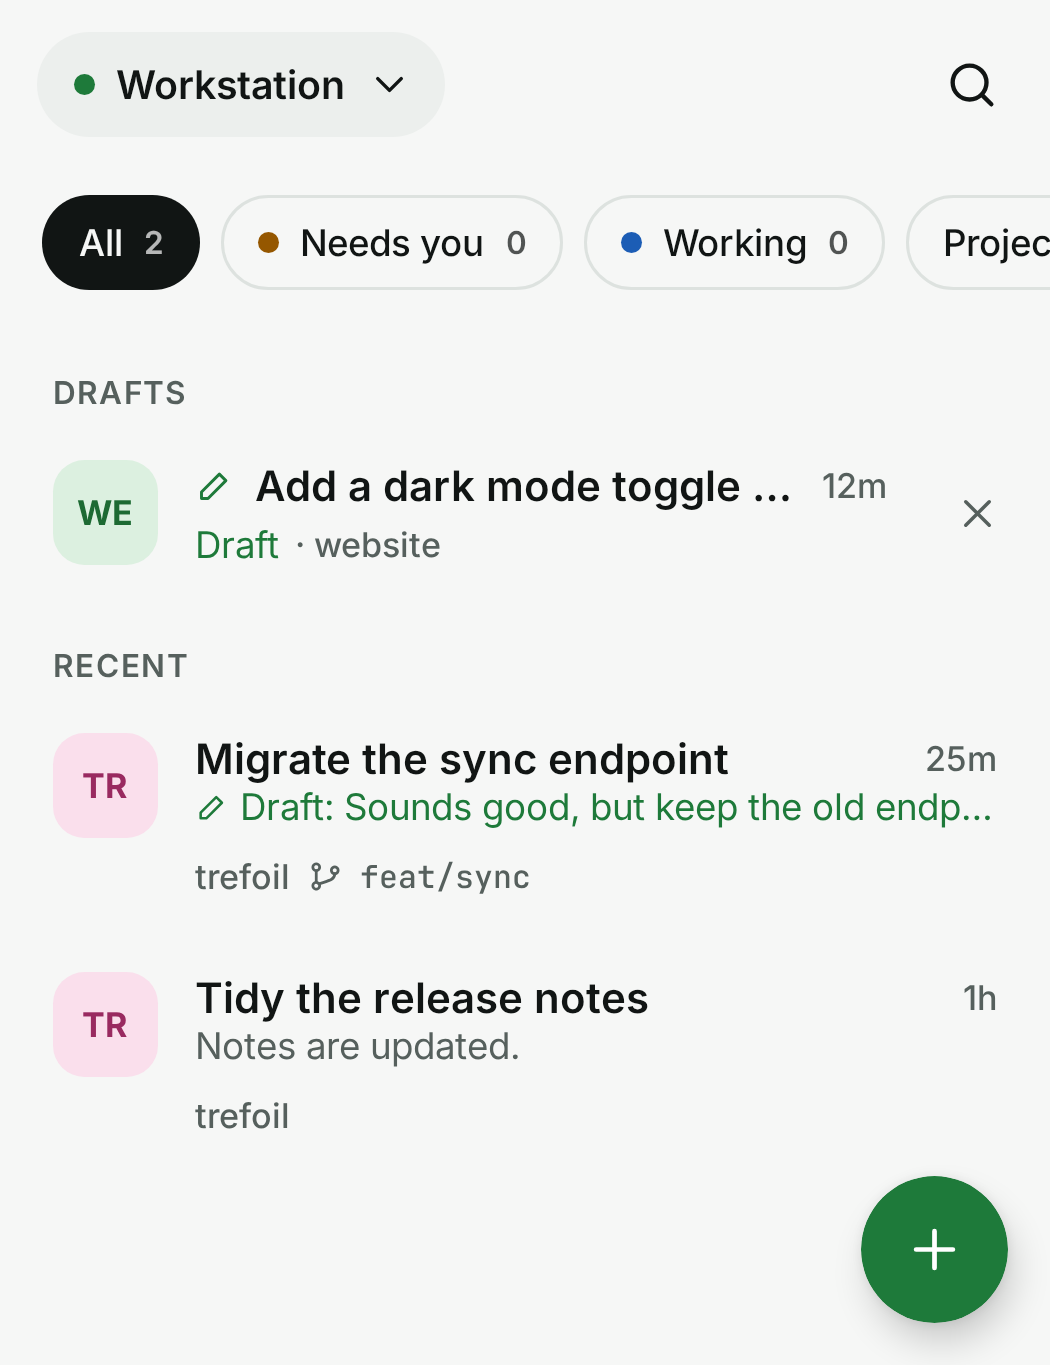 Workstation
All 2 Needs you 0 Working 0 Projec
DRAFTS
WE Add a dark mode toggle ... 12m
Draft · website
RECENT
TR Migrate the sync endpoint 25m
Draft: Sounds good, but keep the old endp...
trefoil feat/sync
TR Tidy the release notes 1h
Notes are updated.
trefoil